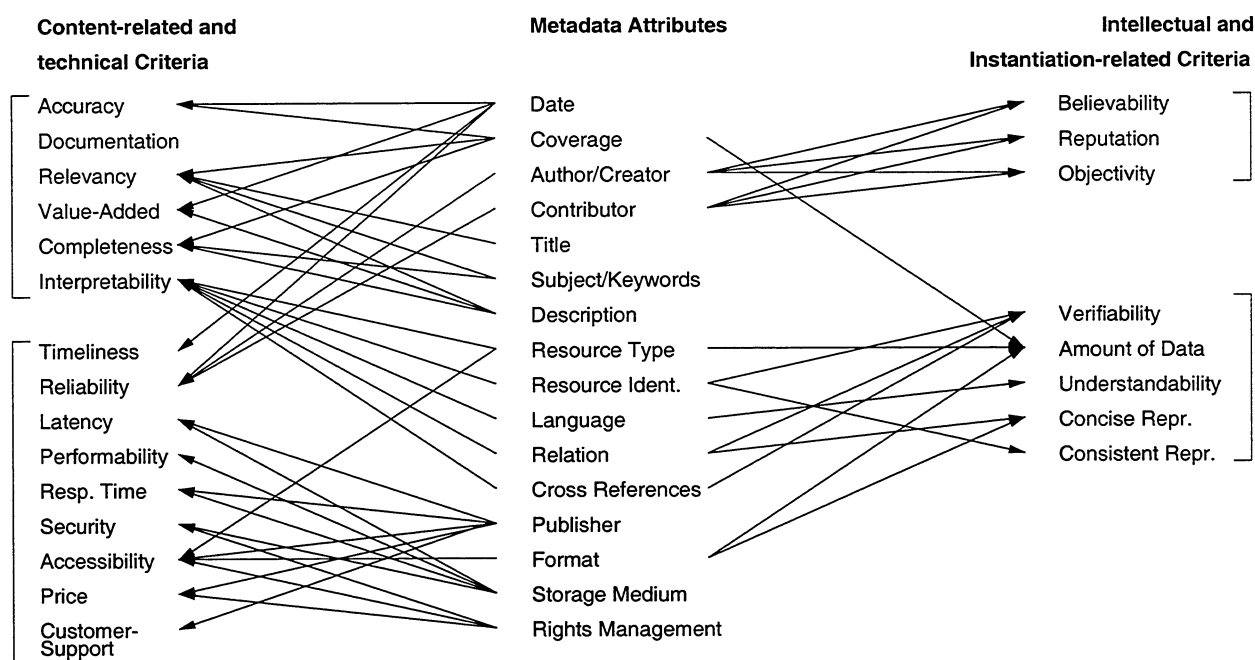 Content-related and
technical Criteria
Accuracy
Documentation
Relevancy
Value-Added
Completeness
Interpretability
Timeliness
Reliability
Latency
Performability
Resp. Time
Security
Accessibility
Price
Customer-
Support
Metadata Attributes
Date
Coverage
Author/Creator
Contributor
Title
Subject/Keywords
Description
Resource Type
Resource Ident.
Language
Relation
Cross References
Publisher
Format
Storage Medium
Rights Management
Intellectual and
Instantiation-related Criteria
Believability
Reputation
Objectivity
Verifiability
Amount of Data
Understandability
Concise Repr.
Consistent Repr.